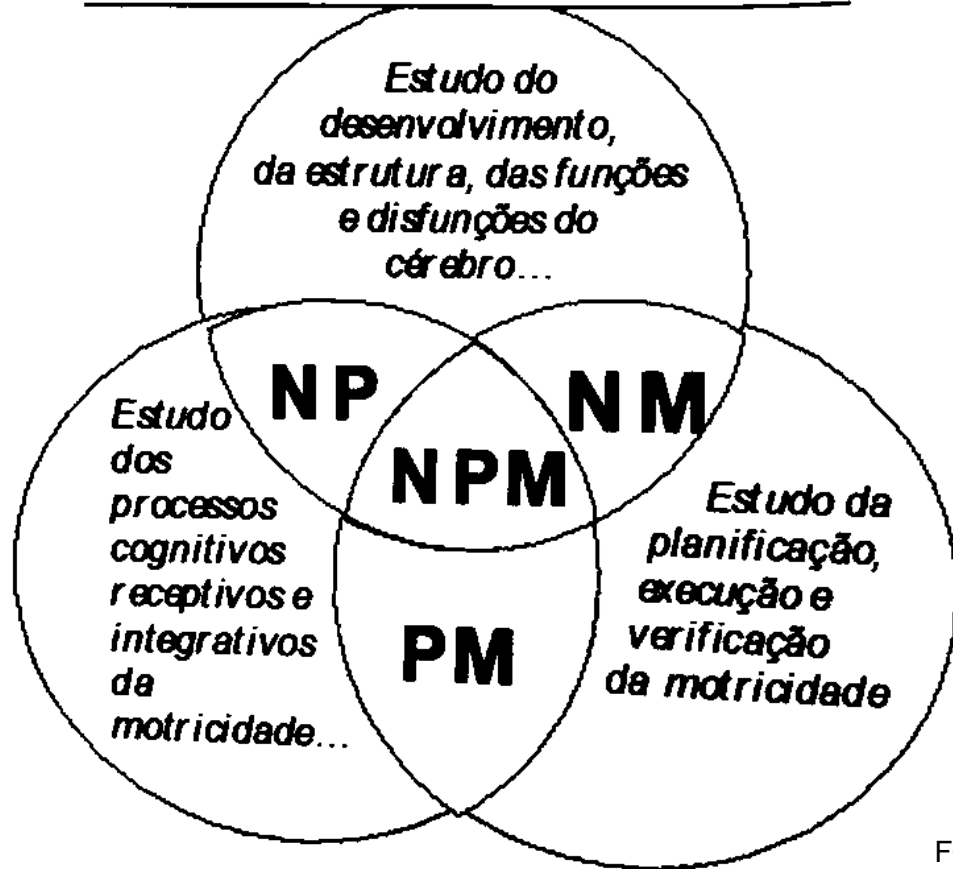 Estudo do
desenvolvimento,
da estrutura, das funções
e disfunções do
cérebro...
NP
NM
NPM
Estudo
dos
processos
cognitivos
receptivos e
integrativos
da
motricidade...
PM
Estudo da
planificação,
execução e
verificação
da motricidade